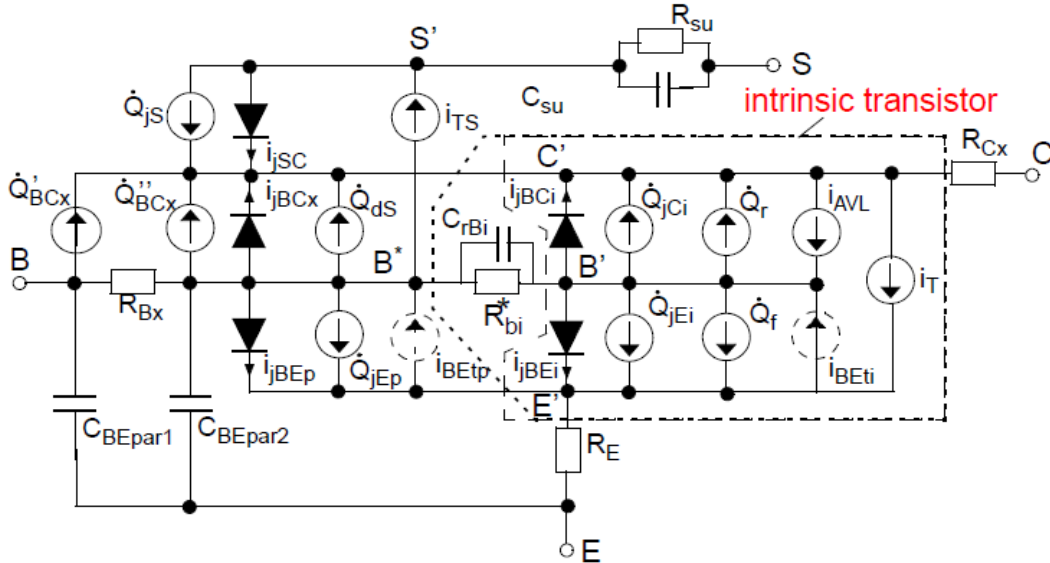 R_su
S'
S
C_su
intrinsic transistor
Q̇_jS
i_TS
i_jSC
C'
R_Cx
C
Q̇'_BCx
Q̇''_BCx
i_jBCx
Q̇_dS
C_rBi
i_jBCi
Q̇_jCi
Q̇_r
i_AVL
B
B*
B'
i_T
R_Bx
R*_bi
Q̇_jEi
Q̇_f
i_jBEp
Q̇_jEp
i_BEtp
i_jBEi
i_BEti
E'
C_BEpar1
C_BEpar2
R_E
E